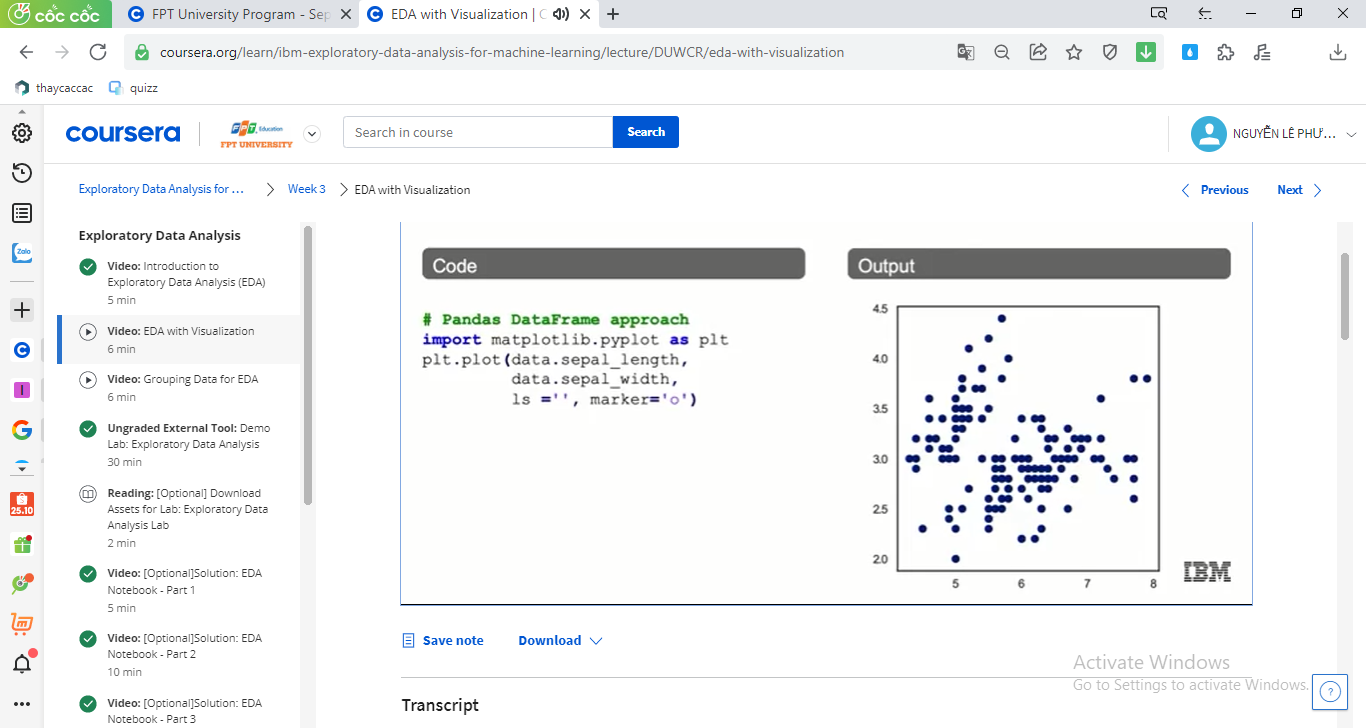 cốc cốc
FPT University Program - Sep
EDA with Visualization | C
coursera.org/learn/ibm-exploratory-data-analysis-for-machine-learning/lecture/DUWCR/eda-with-visualization
thaycaccac
quizz
coursera
FPT Education
FPT UNIVERSITY
Search in course
Search
NGUYỄN LÊ PHƯ...
Exploratory Data Analysis for ...
Week 3
EDA with Visualization
Previous
Next
Zalo
25.10
Exploratory Data Analysis
Video: Introduction to
Exploratory Data Analysis (EDA)
5 min
Video: EDA with Visualization
6 min
Video: Grouping Data for EDA
6 min
Ungraded External Tool: Demo
Lab: Exploratory Data Analysis
30 min
Reading: [Optional] Download
Assets for Lab: Exploratory Data
Analysis Lab
2 min
Video: [Optional]Solution: EDA
Notebook - Part 1
5 min
Video: [Optional]Solution: EDA
Notebook - Part 2
10 min
Video: [Optional]Solution: EDA
Notebook - Part 3
Code
# Pandas DataFrame approach
import matplotlib.pyplot as plt
plt.plot(data.sepal_length,
data.sepal_width,
ls ='', marker='o')
Output
4.5
4.0
3.5
3.0
2.5
2.0
5 6 7 8
IBM
Save note
Download
Activate Windows
Go to Settings to activate Windows.
Transcript